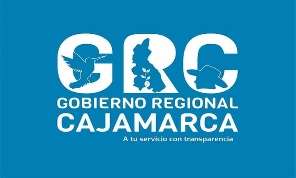 GRC
GOBIERNO REGIONAL
CAJAMARCA
A tu servicio con transparencia